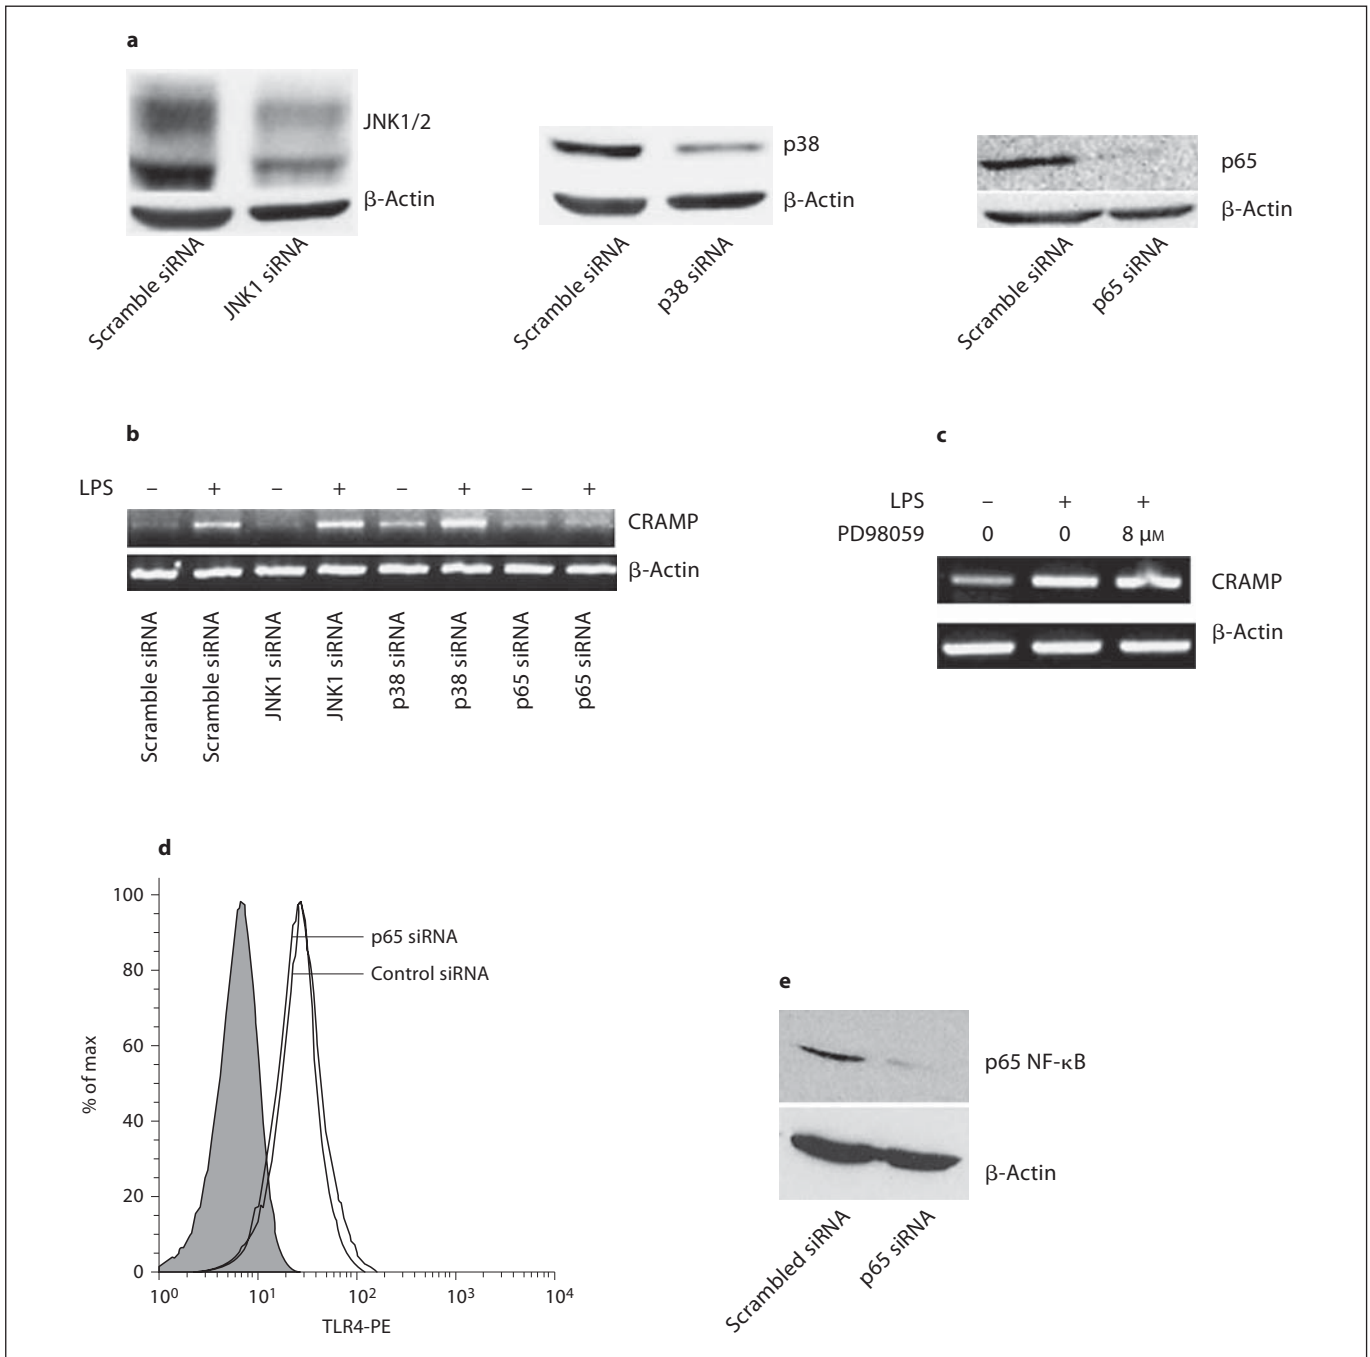 a
JNK1/2
β-Actin
Scramble siRNA
JNK1 siRNA
p38
β-Actin
Scramble siRNA
p38 siRNA
p65
β-Actin
Scramble siRNA
p65 siRNA
b
LPS – + – + – + – +
CRAMP
β-Actin
Scramble siRNA
Scramble siRNA
JNK1 siRNA
JNK1 siRNA
p38 siRNA
p38 siRNA
p65 siRNA
p65 siRNA
c
LPS – + +
PD98059 0 0 8 μM
CRAMP
β-Actin
d
% of max
100
80
60
40
20
0
p65 siRNA
Control siRNA
10⁰ 10¹ 10² 10³ 10⁴
TLR4-PE
e
p65 NF-κB
β-Actin
Scrambled siRNA
p65 siRNA